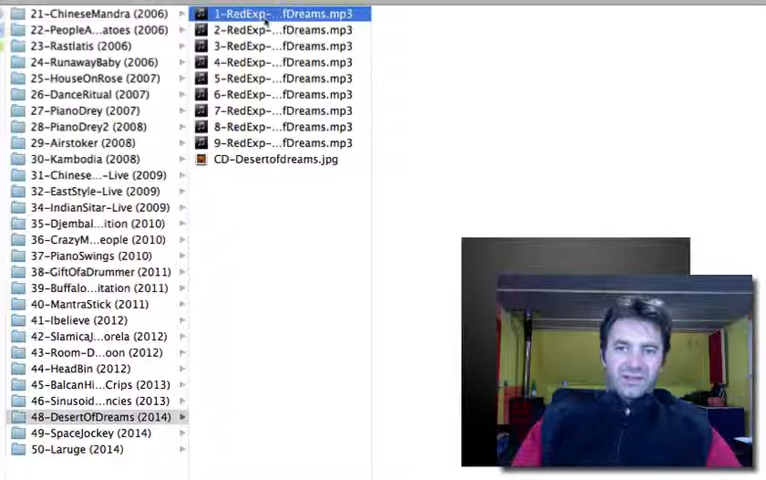 21-ChineseMandra (2006)
22-PeopleA...atoes (2006)
23-Rastlatis (2006)
24-RunawayBaby (2006)
25-HouseOnRose (2007)
26-DanceRitual (2007)
27-PianoDrey (2007)
28-PianoDrey2 (2008)
29-Airstoker (2008)
30-Kambodia (2008)
31-Chinese...-Live (2009)
32-EastStyle-Live (2009)
34-IndianSitar-Live (2009)
35-Djembal...ition (2010)
36-CrazyM...eople (2010)
37-PianoSwings (2010)
38-GiftOfaDrummer (2011)
39-Buffalo...itation (2011)
40-MantraStick (2011)
41-Ibelieve (2012)
42-SlamicaJ...orela (2012)
43-Room-D...oon (2012)
44-HeadBin (2012)
45-BalcanHi...Crips (2013)
46-Sinusoid...ncies (2013)
48-DesertOfDreams (2014)
49-SpaceJockey (2014)
50-Laruge (2014)
1-RedExp-...fDreams.mp3
2-RedExp-...fDreams.mp3
3-RedExp-...fDreams.mp3
4-RedExp-...fDreams.mp3
5-RedExp-...fDreams.mp3
6-RedExp-...fDreams.mp3
7-RedExp-...fDreams.mp3
8-RedExp-...fDreams.mp3
9-RedExp-...fDreams.mp3
CD-Desertofdreams.jpg